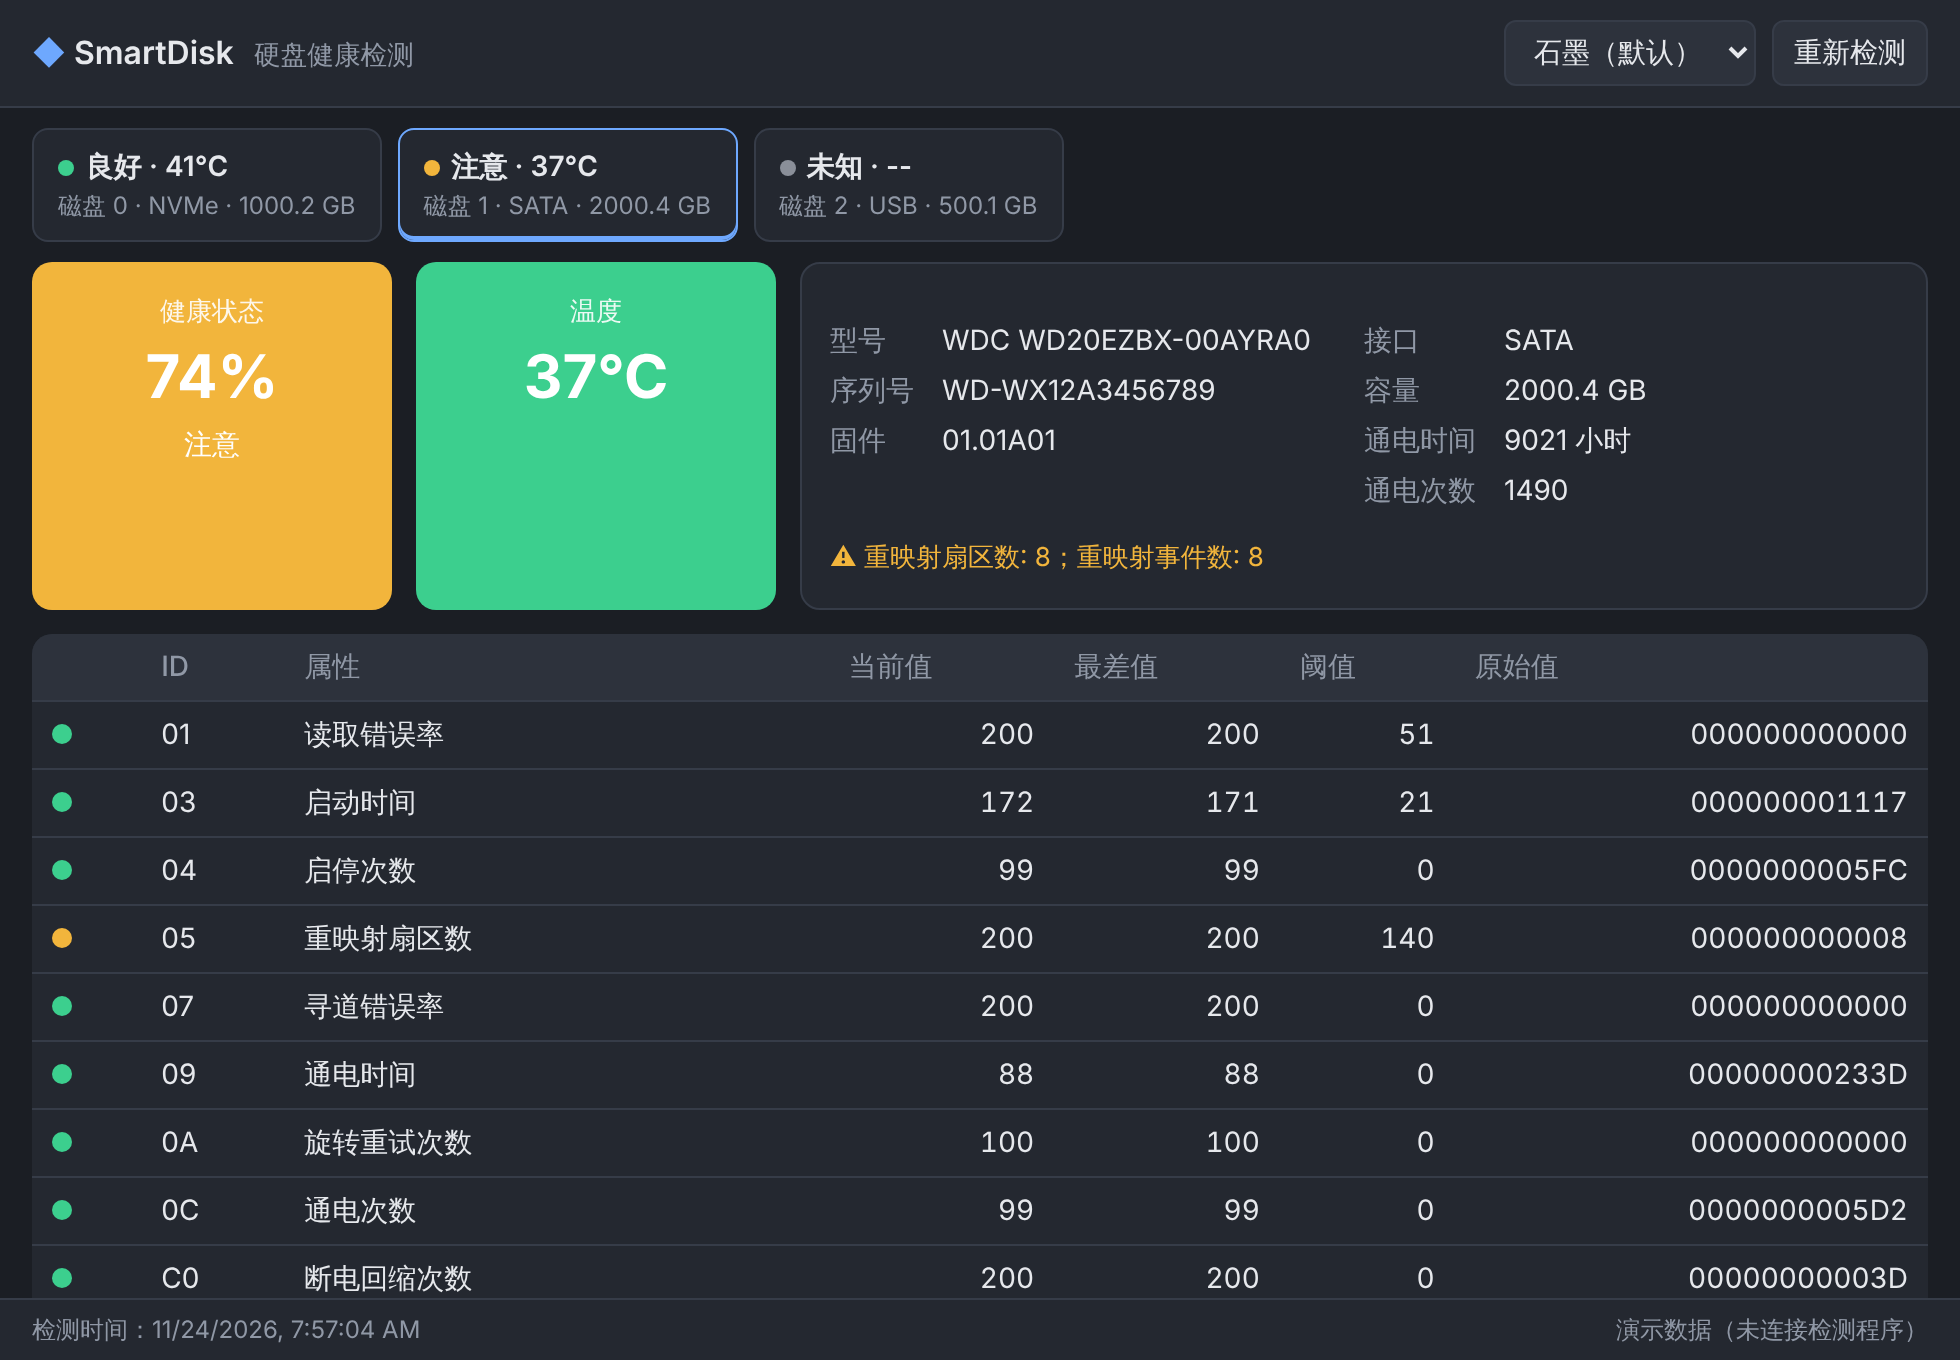 SmartDisk 硬盘健康检测 石墨（默认） 重新检测
良好 · 41°C
磁盘 0 · NVMe · 1000.2 GB
注意 · 37°C
磁盘 1 · SATA · 2000.4 GB
未知 · --
磁盘 2 · USB · 500.1 GB
健康状态
74%
注意
温度
37°C
型号 WDC WD20EZBX-00AYRA0 接口 SATA
序列号 WD-WX12A3456789 容量 2000.4 GB
固件 01.01A01 通电时间 9021 小时
通电次数 1490
⚠ 重映射扇区数: 8；重映射事件数: 8
ID 属性 当前值 最差值 阈值 原始值
01 读取错误率 200 200 51 000000000000
03 启动时间 172 171 21 000000001117
04 启停次数 99 99 0 0000000005FC
05 重映射扇区数 200 200 140 000000000008
07 寻道错误率 200 200 0 000000000000
09 通电时间 88 88 0 00000000233D
0A 旋转重试次数 100 100 0 000000000000
0C 通电次数 99 99 0 0000000005D2
C0 断电回缩次数 200 200 0 00000000003D
检测时间：11/24/2026, 7:57:04 AM 演示数据（未连接检测程序）